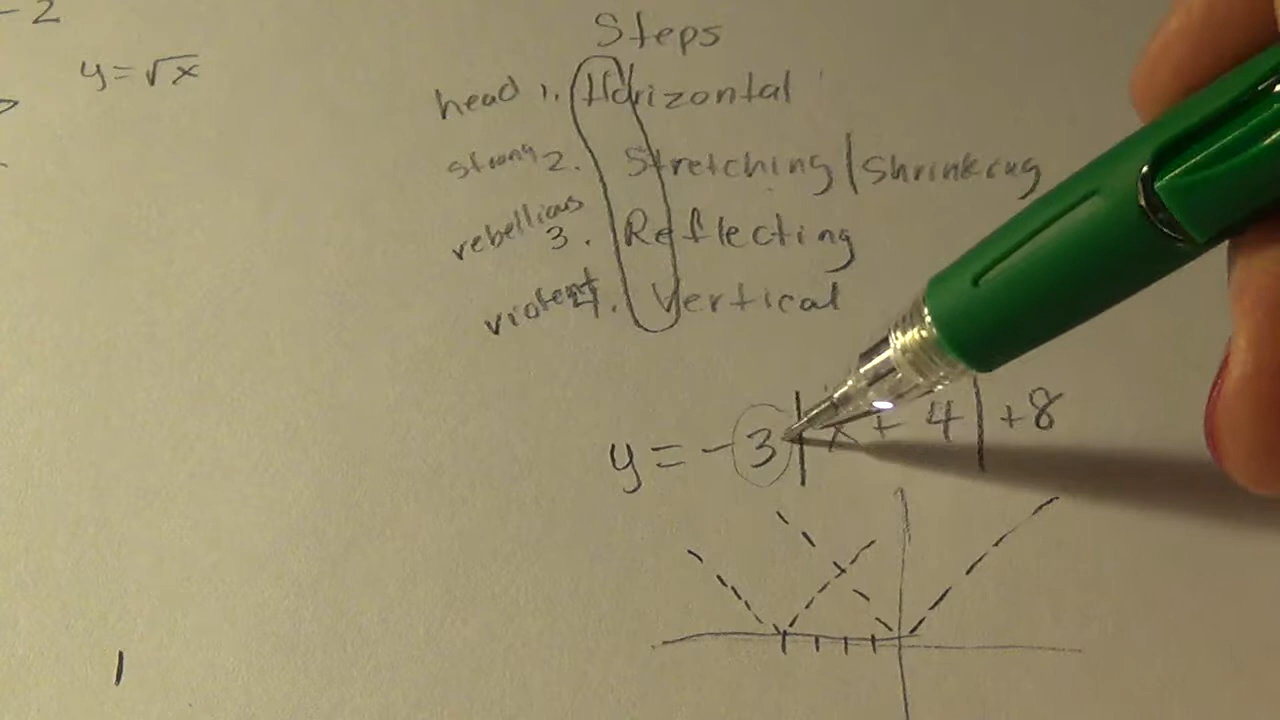 - 2
y = √x
Steps
head 1. Horizontal
strong 2. Stretching/Shrinking
rebellious 3. Reflecting
violent 4. Vertical
y = -3|x + 4| + 8